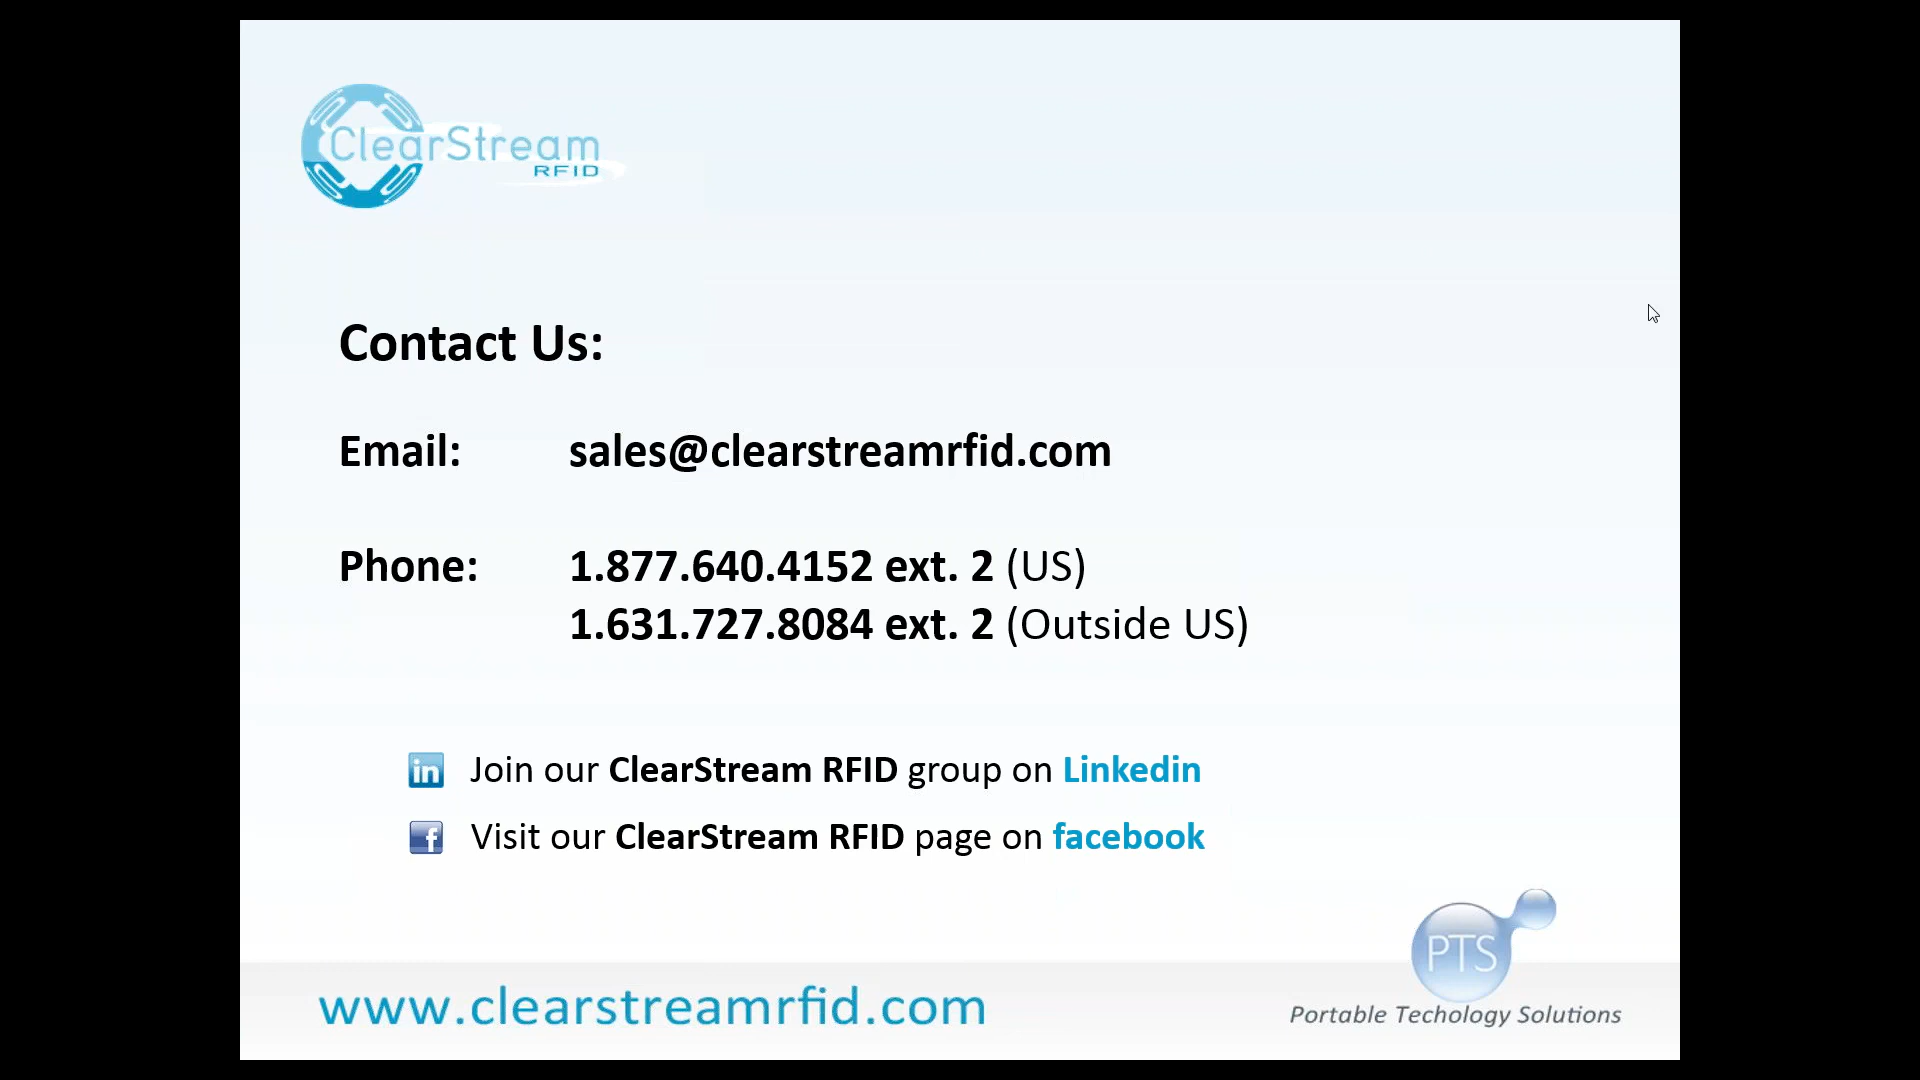 ClearStream
RFID
Contact Us:
Email: sales@clearstreamrfid.com
Phone: 1.877.640.4152 ext. 2 (US)
1.631.727.8084 ext. 2 (Outside US)
in Join our ClearStream RFID group on Linkedin
f Visit our ClearStream RFID page on facebook
PTS
www.clearstreamrfid.com
Portable Techology Solutions